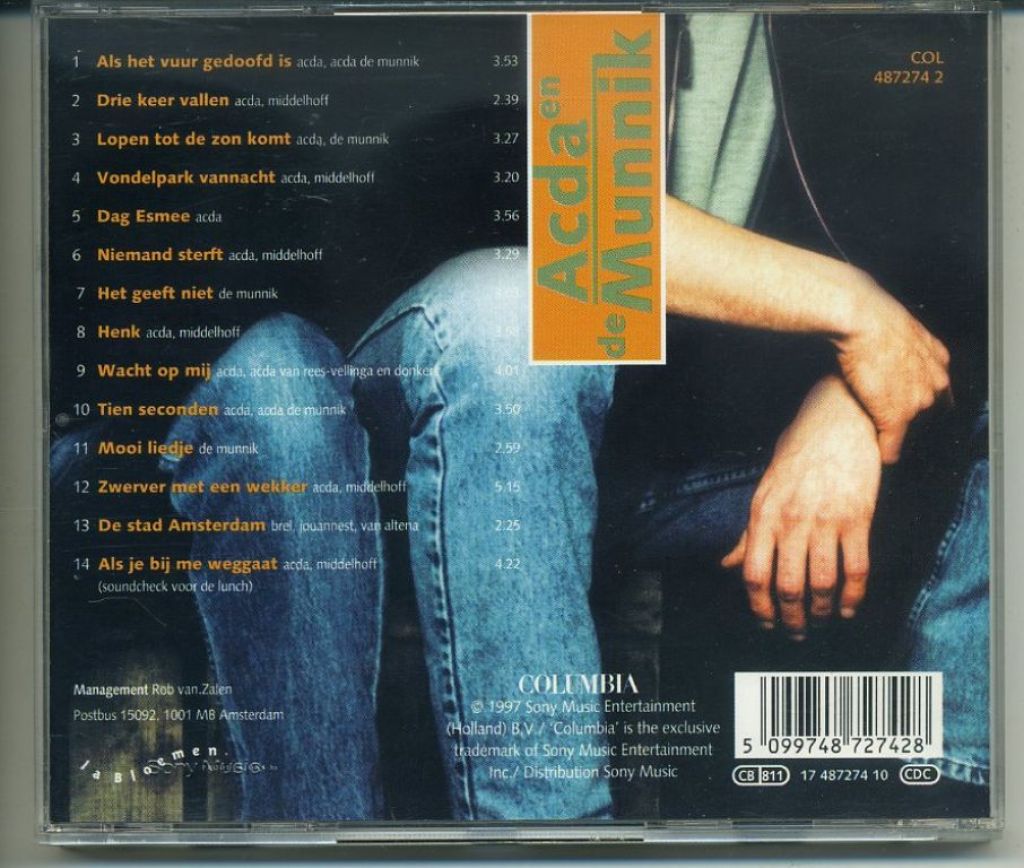 1 Als het vuur gedoofd is acda, acda de munnik 3.53
2 Drie keer vallen acda, middelhoff 2.39
3 Lopen tot de zon komt acda, de munnik 3.27
4 Vondelpark vannacht acda, middelhoff 3.20
5 Dag Esmee acda 3.56
6 Niemand sterft acda, middelhoff 3.29
7 Het geeft niet de munnik
8 Henk acda, middelhoff
9 Wacht op mij acda, acda van rees-vellinga en donkers 4.01
10 Tien seconden acda, acda de munnik 3.50
11 Mooi liedje de munnik 2.59
12 Zwerver met een wekker acda, middelhoff 5.15
13 De stad Amsterdam brel, jouannest, van altena 2:25
14 Als je bij me weggaat acda, middelhoff 4.22
(soundcheck voor de lunch)
Acda en
de Munnik
COL
487274 2
Management Rob van.Zalen
Postbus 15092, 1001 MB Amsterdam
Ja Bloemen.
COLUMBIA
© 1997 Sony Music Entertainment
(Holland) B.V./ 'Columbia' is the exclusive
trademark of Sony Music Entertainment
Inc./ Distribution Sony Music
5 099748 727428
CB 811 17 487274 10 CDC